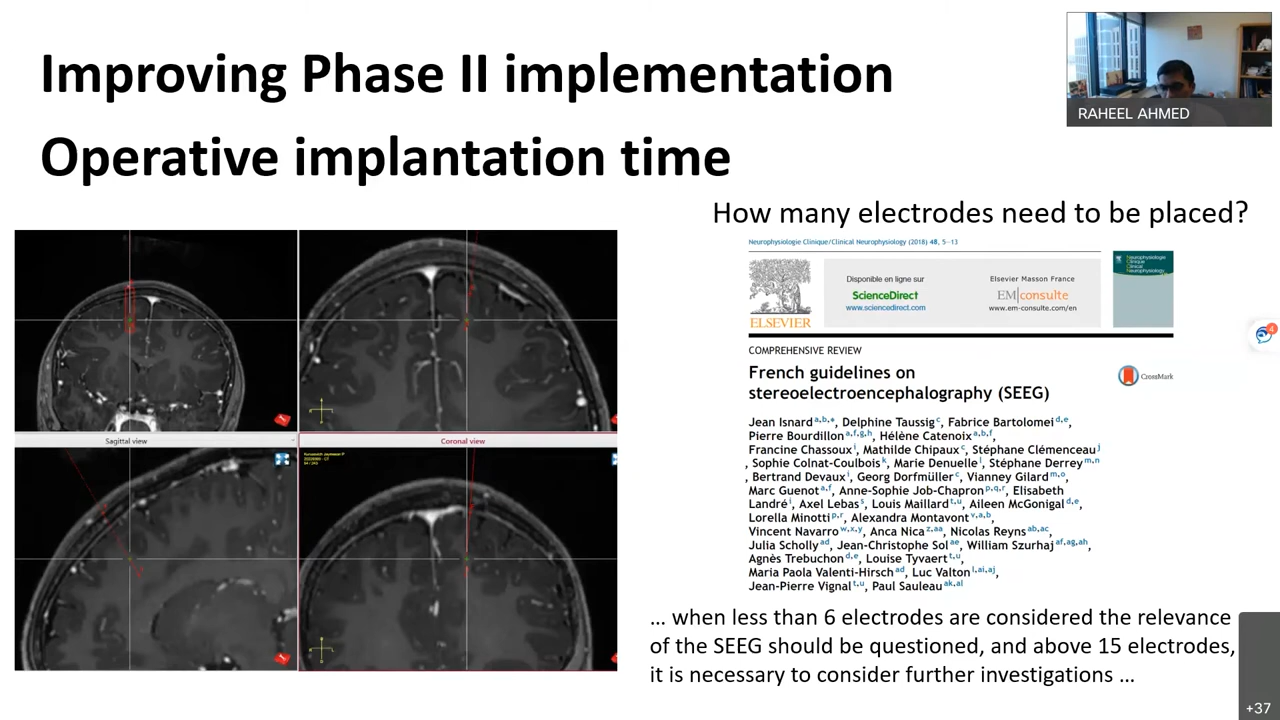 Improving Phase II implementation
Operative implantation time
RAHEEL AHMED
How many electrodes need to be placed?
Neurophysiologie Clinique/Clinical Neurophysiology (2018) 48, 5—13
Disponible en ligne sur
ScienceDirect
www.sciencedirect.com
Elsevier Masson France
EM|consulte
www.em-consulte.com/en
ELSEVIER
COMPREHENSIVE REVIEW
French guidelines on
stereoelectroencephalography (SEEG)
CrossMark
Jean Isnard a,b,*, Delphine Taussig c, Fabrice Bartolomei d,e,
Pierre Bourdillon a,f,g,h, Hélène Catenoix a,b,f,
Francine Chassoux i, Mathilde Chipaux c, Stéphane Clémenceau j
, Sophie Colnat-Coulbois k, Marie Denuelle l, Stéphane Derrey m,n
, Bertrand Devaux i, Georg Dorfmüller c, Vianney Gilard m,o,
Marc Guenot a,f, Anne-Sophie Job-Chapron p,q,r, Elisabeth
Landré i, Axel Lebas s, Louis Maillard t,u, Aileen McGonigal d,e,
Lorella Minotti p,r, Alexandra Montavont v,a,b,
Vincent Navarro w,x,y, Anca Nica z,aa, Nicolas Reyns ab,ac,
Julia Scholly ad, Jean-Christophe Sol ae, William Szurhaj af,ag,ah,
Agnès Trebuchon d,e, Louise Tyvaert t,u,
Maria Paola Valenti-Hirsch ad, Luc Valton l,ai,aj,
Jean-Pierre Vignal t,u, Paul Sauleau ak,al
Sagittal view
Coronal view
... when less than 6 electrodes are considered the relevance
of the SEEG should be questioned, and above 15 electrodes,
it is necessary to consider further investigations ...
4
+37